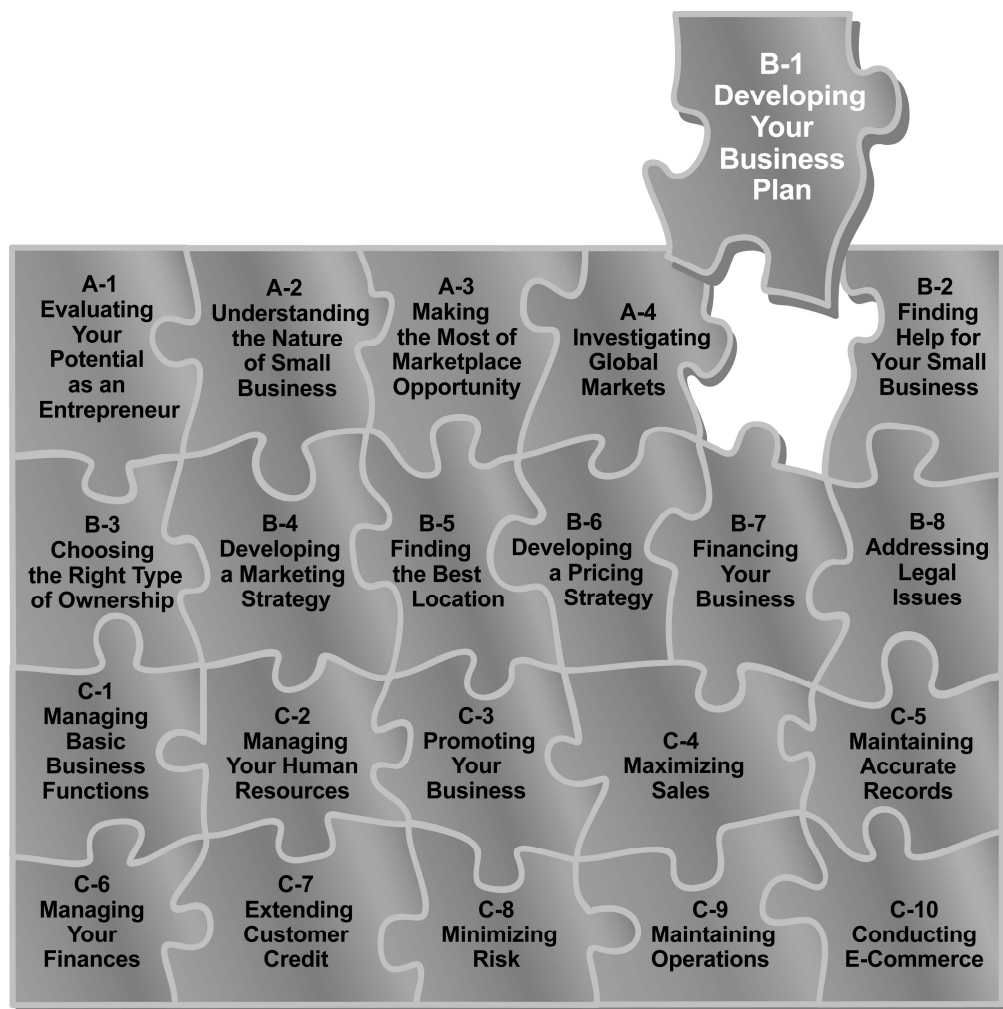 B-1
Developing
Your
Business
Plan
A-1
Evaluating
Your
Potential
as an
Entrepreneur
A-2
Understanding
the Nature
of Small
Business
A-3
Making
the Most of
Marketplace
Opportunity
A-4
Investigating
Global
Markets
B-2
Finding
Help for
Your Small
Business
B-3
Choosing
the Right Type
of Ownership
B-4
Developing
a Marketing
Strategy
B-5
Finding
the Best
Location
B-6
Developing
a Pricing
Strategy
B-7
Financing
Your
Business
B-8
Addressing
Legal
Issues
C-1
Managing
Basic
Business
Functions
C-2
Managing
Your Human
Resources
C-3
Promoting
Your
Business
C-4
Maximizing
Sales
C-5
Maintaining
Accurate
Records
C-6
Managing
Your
Finances
C-7
Extending
Customer
Credit
C-8
Minimizing
Risk
C-9
Maintaining
Operations
C-10
Conducting
E-Commerce